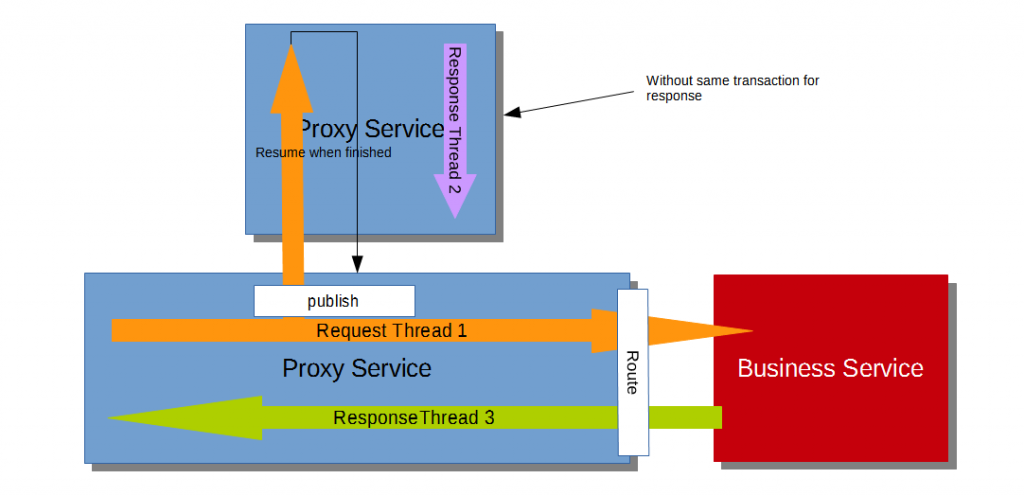 Response Thread 2
Without same transaction for
response
Proxy Service
Resume when finished
publish
Request Thread 1
Route
Proxy Service
Business Service
ResponseThread 3